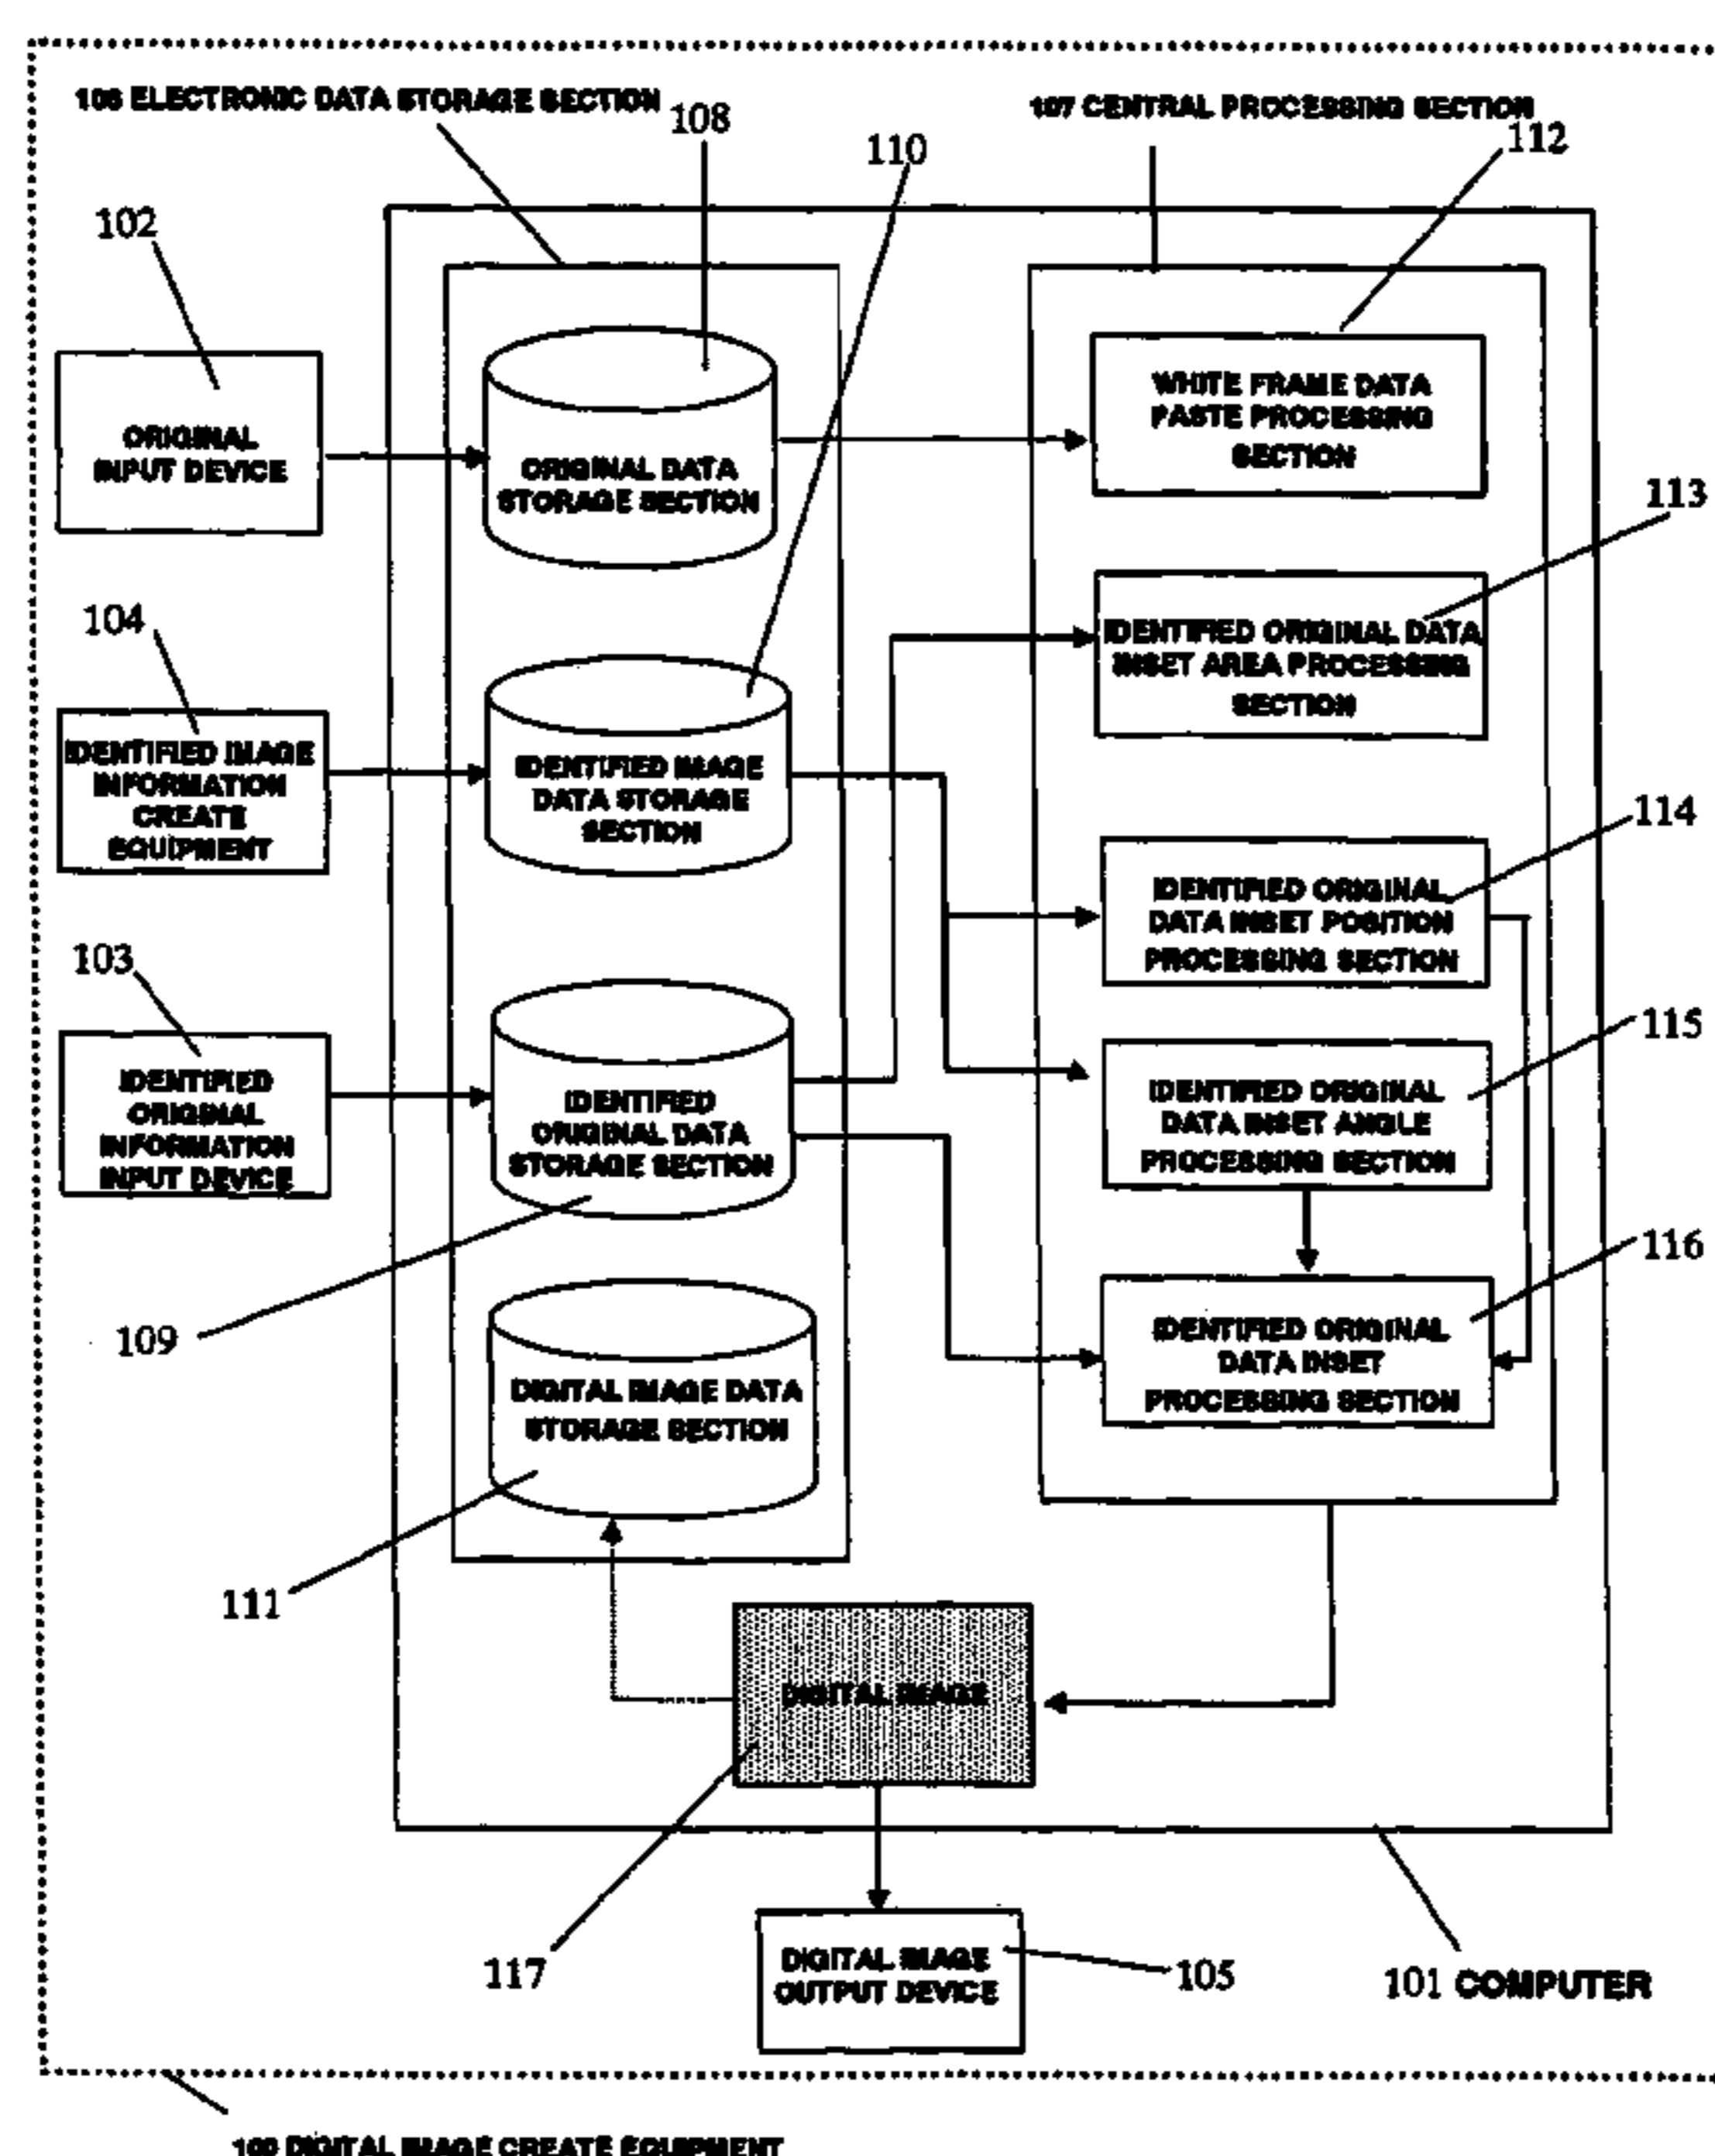 106 ELECTRONIC DATA STORAGE SECTION
108
107 CENTRAL PROCESSING SECTION
112
110
102
ORIGINAL
INPUT DEVICE
ORIGINAL DATA
STORAGE SECTION
WHITE FRAME DATA
PASTE PROCESSING
SECTION
113
104
IDENTIFIED IMAGE
INFORMATION
CREATE
EQUIPMENT
IDENTIFIED IMAGE
DATA STORAGE
SECTION
IDENTIFIED ORIGINAL DATA
INSET AREA PROCESSING
SECTION
114
IDENTIFIED ORIGINAL
DATA INSET POSITION
PROCESSING SECTION
103
IDENTIFIED
ORIGINAL
INFORMATION
INPUT DEVICE
IDENTIFIED
ORIGINAL DATA
STORAGE SECTION
115
IDENTIFIED ORIGINAL
DATA INSET ANGLE
PROCESSING SECTION
116
109
IDENTIFIED ORIGINAL
DATA INSET
PROCESSING SECTION
DIGITAL IMAGE DATA
STORAGE SECTION
111
DIGITAL IMAGE
117
DIGITAL IMAGE
OUTPUT DEVICE
105
101 COMPUTER
100 DIGITAL IMAGE CREATE EQUIPMENT